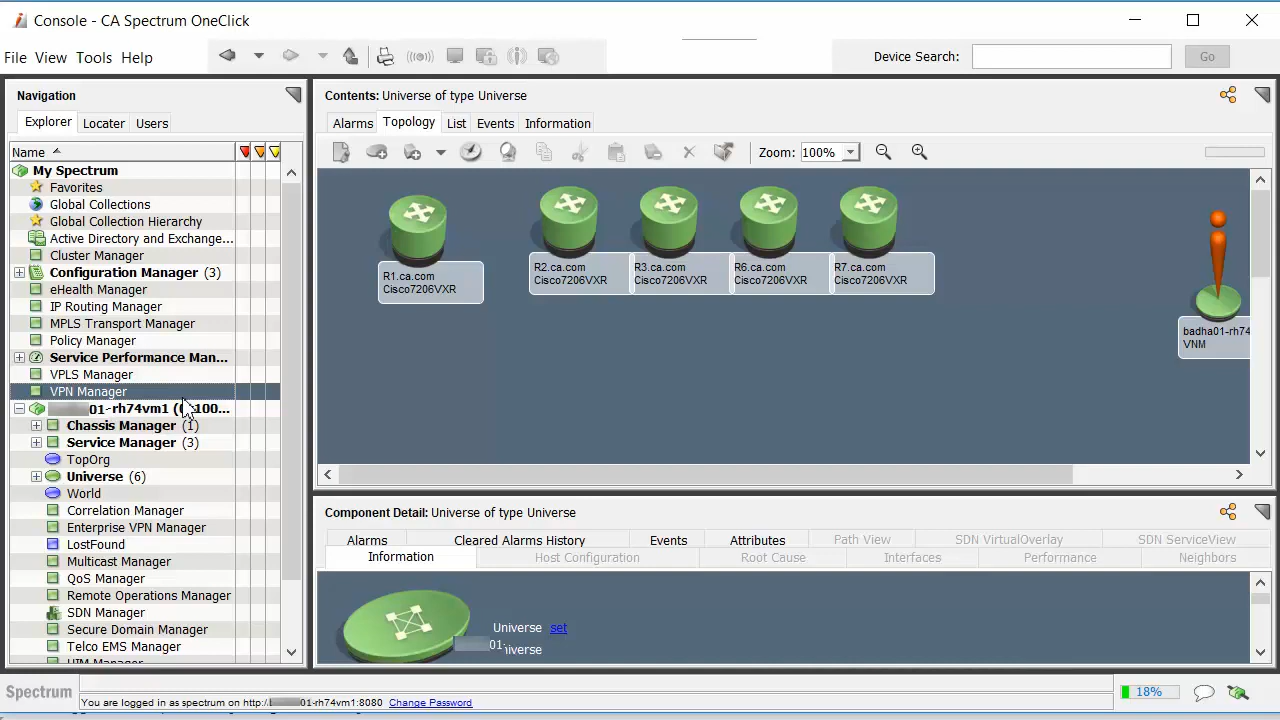 Console - CA Spectrum OneClick
File View Tools Help
Device Search:
Go
Navigation
Explorer Locater Users
Name
My Spectrum
Favorites
Global Collections
Global Collection Hierarchy
Active Directory and Exchange...
Cluster Manager
Configuration Manager (3)
eHealth Manager
IP Routing Manager
MPLS Transport Manager
Policy Manager
Service Performance Man...
VPLS Manager
VPN Manager
01-rh74vm1 100...
Chassis Manager (1)
Service Manager (3)
TopOrg
Universe (6)
World
Correlation Manager
Enterprise VPN Manager
LostFound
Multicast Manager
QoS Manager
Remote Operations Manager
SDN Manager
Secure Domain Manager
Telco EMS Manager
Contents: Universe of type Universe
Alarms Topology List Events Information
Zoom: 100%
R1.ca.com
Cisco7206VXR
R2.ca.com
Cisco7206VXR
R3.ca.com
Cisco7206VXR
R6.ca.com
Cisco7206VXR
R7.ca.com
Cisco7206VXR
badha01-rh74
VNM
Component Detail: Universe of type Universe
Alarms Cleared Alarms History Events Attributes Path View SDN VirtualOverlay SDN ServiceView
Information Host Configuration Root Cause Interfaces Performance Neighbors
Universe set
01- iverse
Spectrum
You are logged in as spectrum on http:/ 01-rh74vm1:8080 Change Password
18%